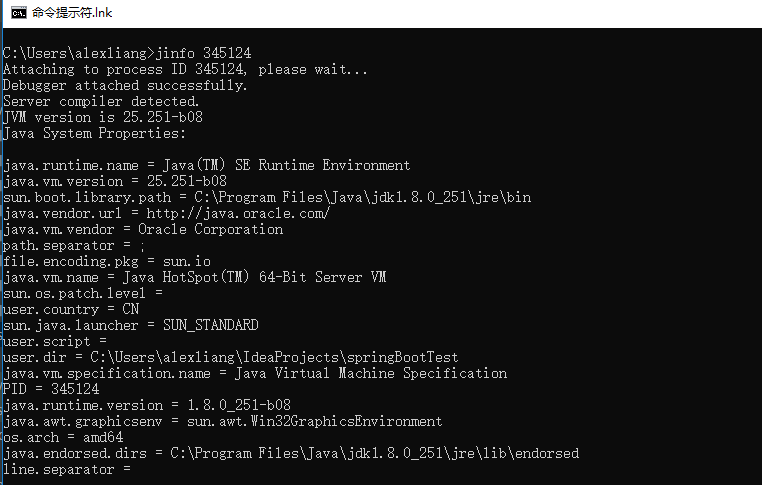 命令提示符.lnk
C:\Users\alexliang>jinfo 345124
Attaching to process ID 345124, please wait...
Debugger attached successfully.
Server compiler detected.
JVM version is 25.251-b08
Java System Properties:

java.runtime.name = Java(TM) SE Runtime Environment
java.vm.version = 25.251-b08
sun.boot.library.path = C:\Program Files\Java\jdk1.8.0_251\jre\bin
java.vendor.url = http://java.oracle.com/
java.vm.vendor = Oracle Corporation
path.separator = ;
file.encoding.pkg = sun.io
java.vm.name = Java HotSpot(TM) 64-Bit Server VM
sun.os.patch.level =
user.country = CN
sun.java.launcher = SUN_STANDARD
user.script =
user.dir = C:\Users\alexliang\IdeaProjects\springBootTest
java.vm.specification.name = Java Virtual Machine Specification
PID = 345124
java.runtime.version = 1.8.0_251-b08
java.awt.graphicsenv = sun.awt.Win32GraphicsEnvironment
os.arch = amd64
java.endorsed.dirs = C:\Program Files\Java\jdk1.8.0_251\jre\lib\endorsed
line.separator =